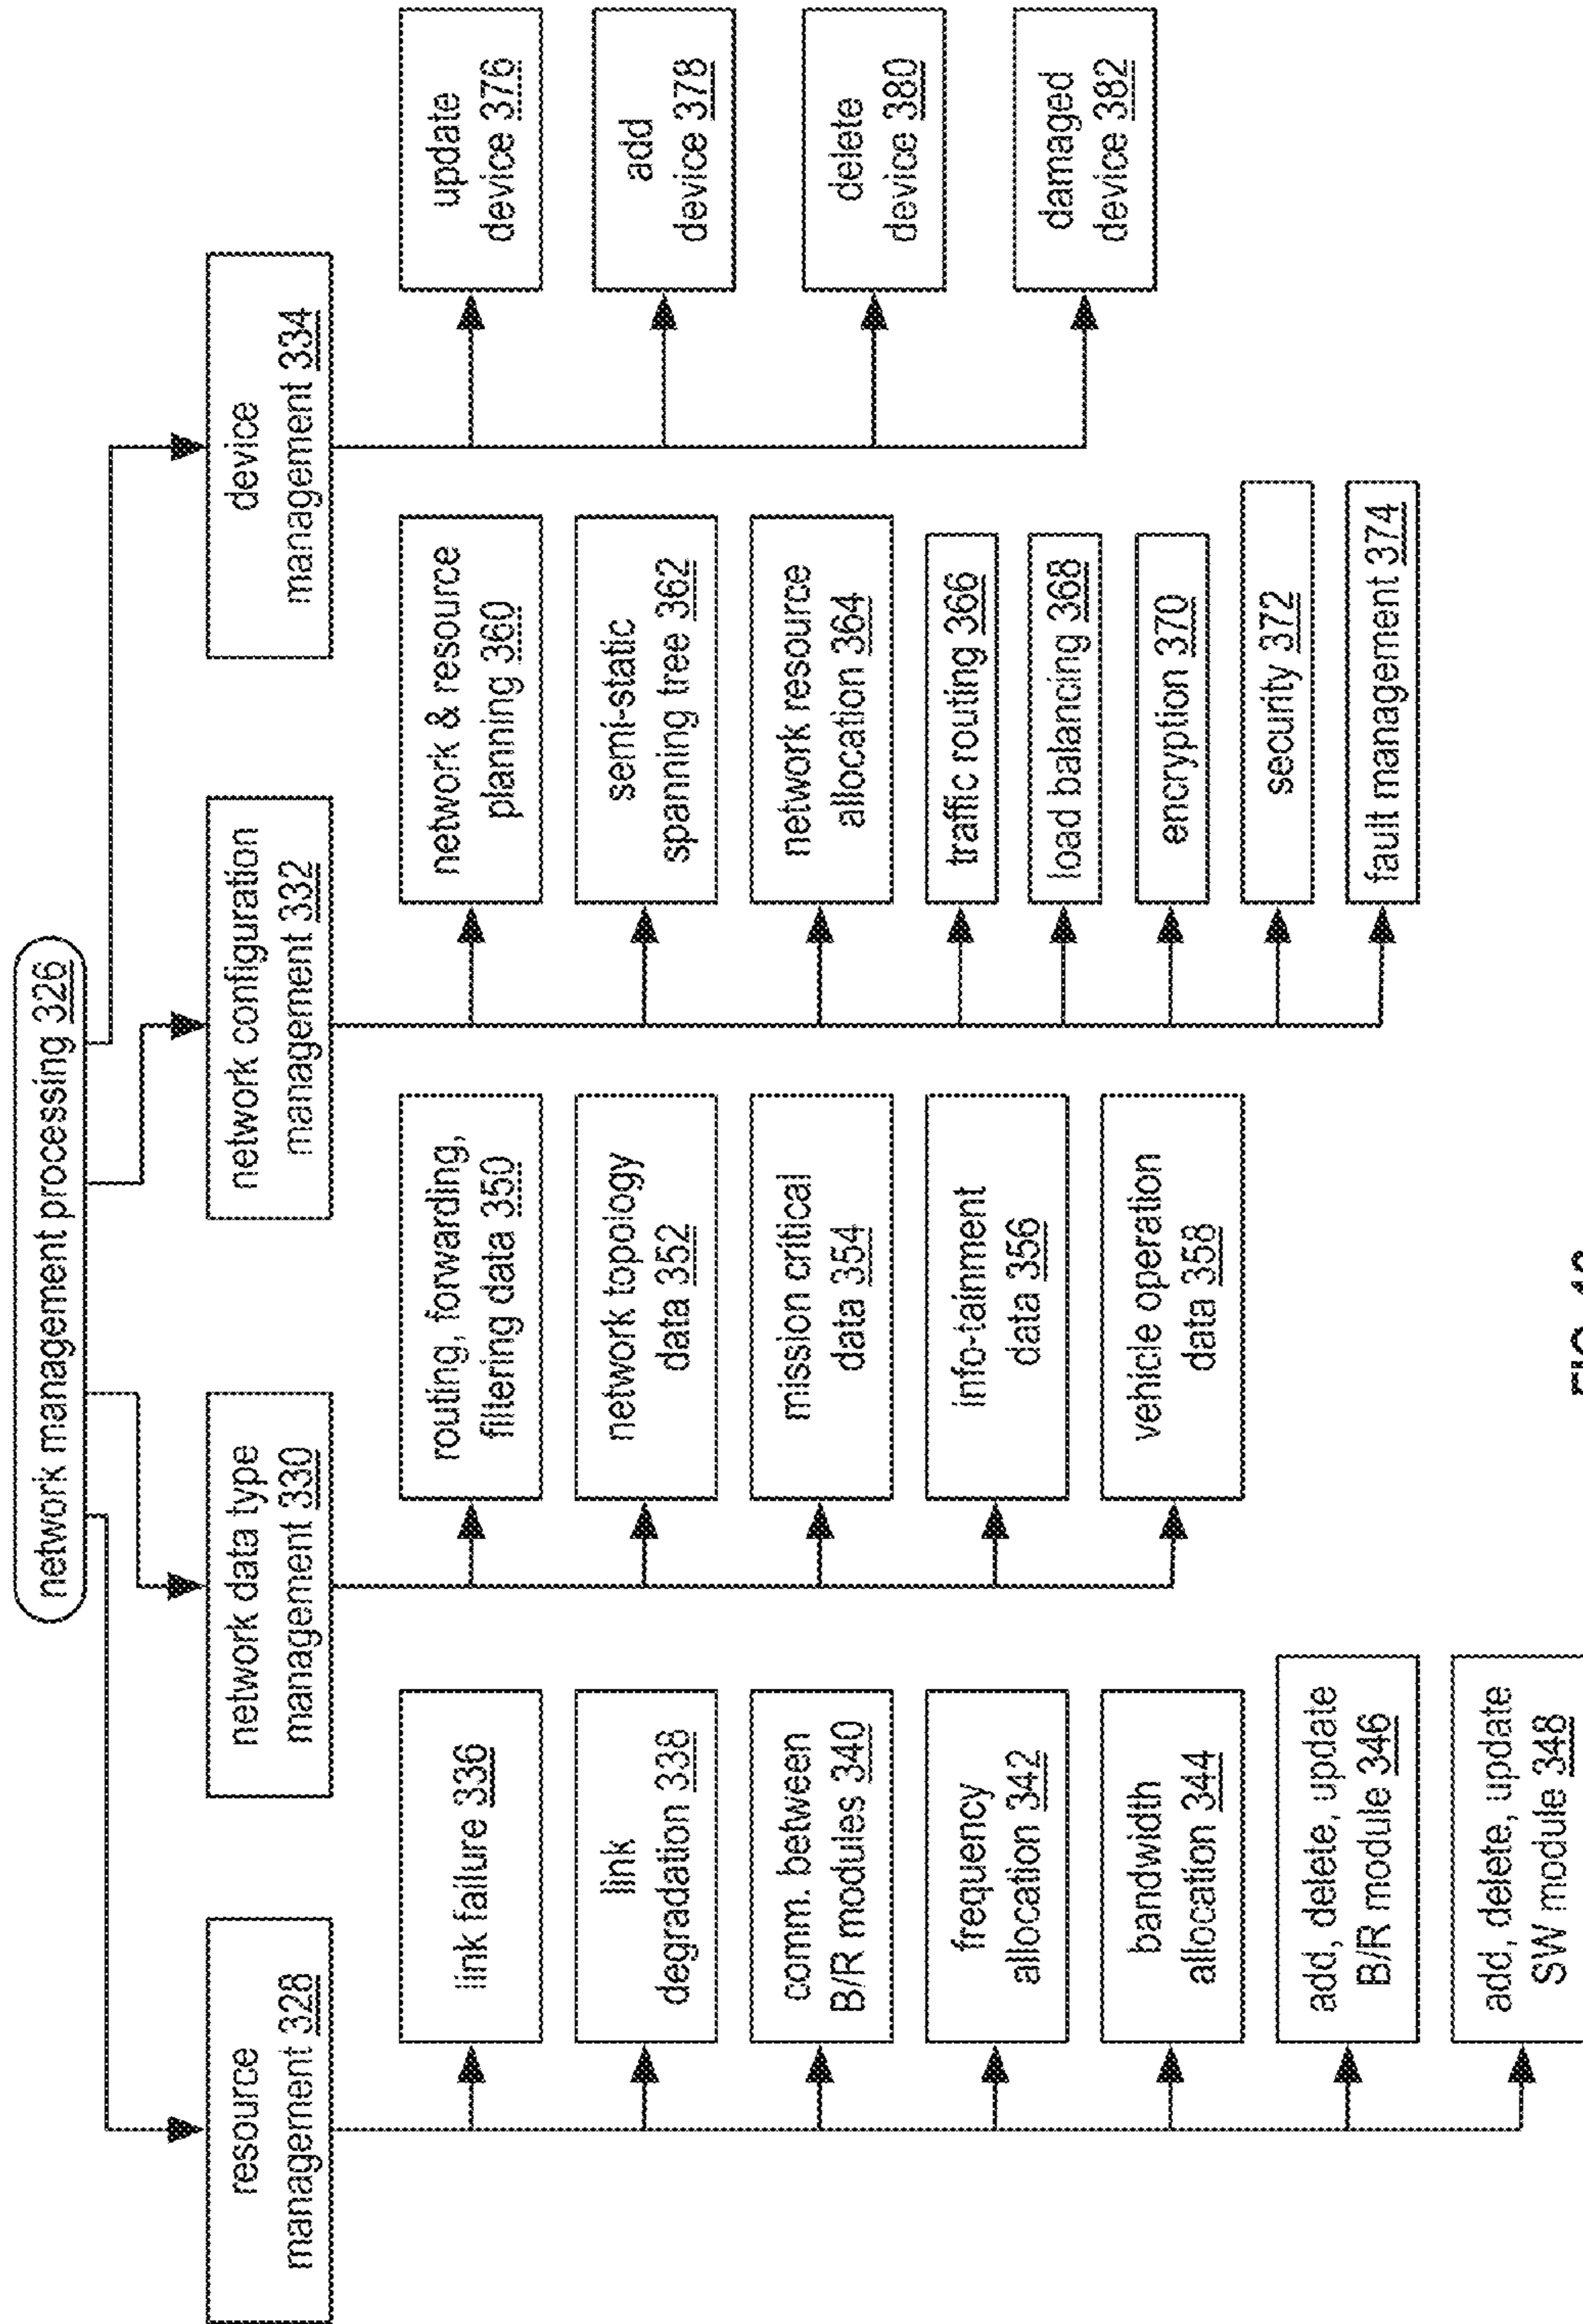 network management processing 326
resource
management 328
link failure 336
link
degradation 338
comm. between
B/R modules 340
frequency
allocation 342
bandwidth
allocation 344
add, delete, update
B/R module 346
add, delete, update
SW module 348
network data type
management 330
routing, forwarding,
filtering data 350
network topology
data 352
mission critical
data 354
info-tainment
data 356
vehicle operation
data 358
network configuration
management 332
network & resource
planning 360
semi-static
spanning tree 362
network resource
allocation 364
traffic routing 366
load balancing 368
encryption 370
security 372
fault management 374
device
management 334
update
device 376
add
device 378
delete
device 380
damaged
device 382
FIG.